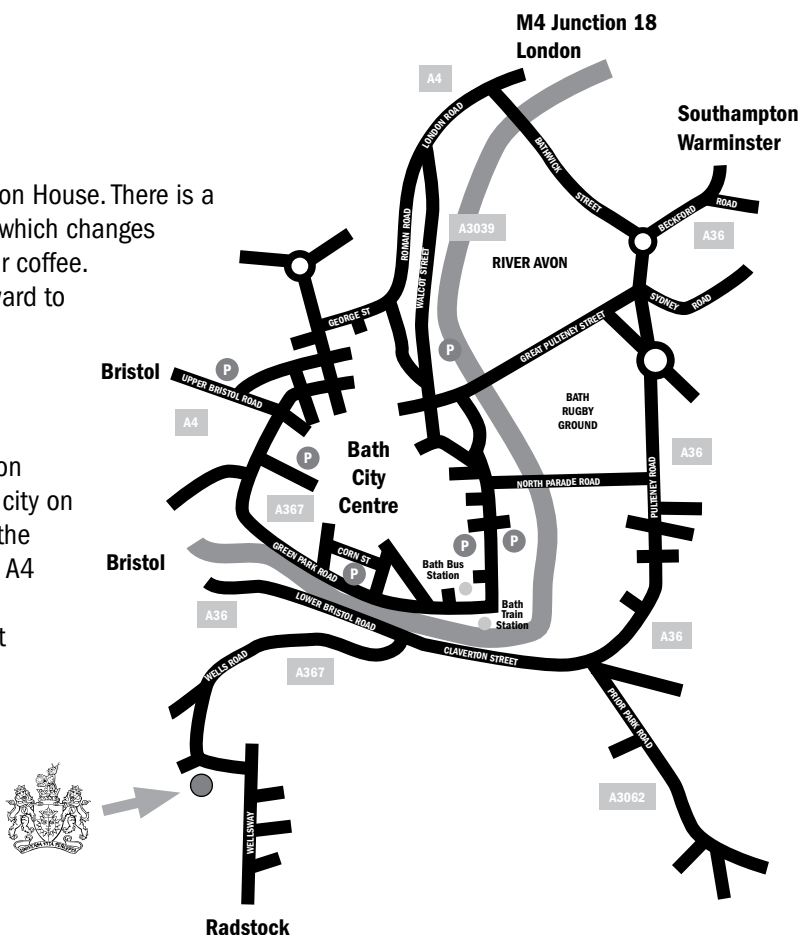 M4 Junction 18
London
A4
LONDON ROAD
Southampton
Warminster
BATHWICK
STREET
BECKFORD
ROAD
A36
on House. There is a
which changes
r coffee.
ard to
ROMAN ROAD
WALCOT STREET
A3039
RIVER AVON
SYDNEY
ROAD
GEORGE ST
GREAT PULTENEY STREET
P
P
Bristol
UPPER BRISTOL ROAD
A4
BATH
RUGBY
GROUND
Bath
City
Centre
P
on
city on
the
A4
t
A36
A367
NORTH PARADE ROAD
PULTENEY ROAD
Bristol
GREEN PARK ROAD
CORN ST
P
P
P
Bath Bus
Station
Bath
Train
Station
A36
LOWER BRISTOL ROAD
CLAVERTON STREET
A36
WELLS ROAD
A367
PRIOR PARK ROAD
A3062
WELLSWAY
Radstock